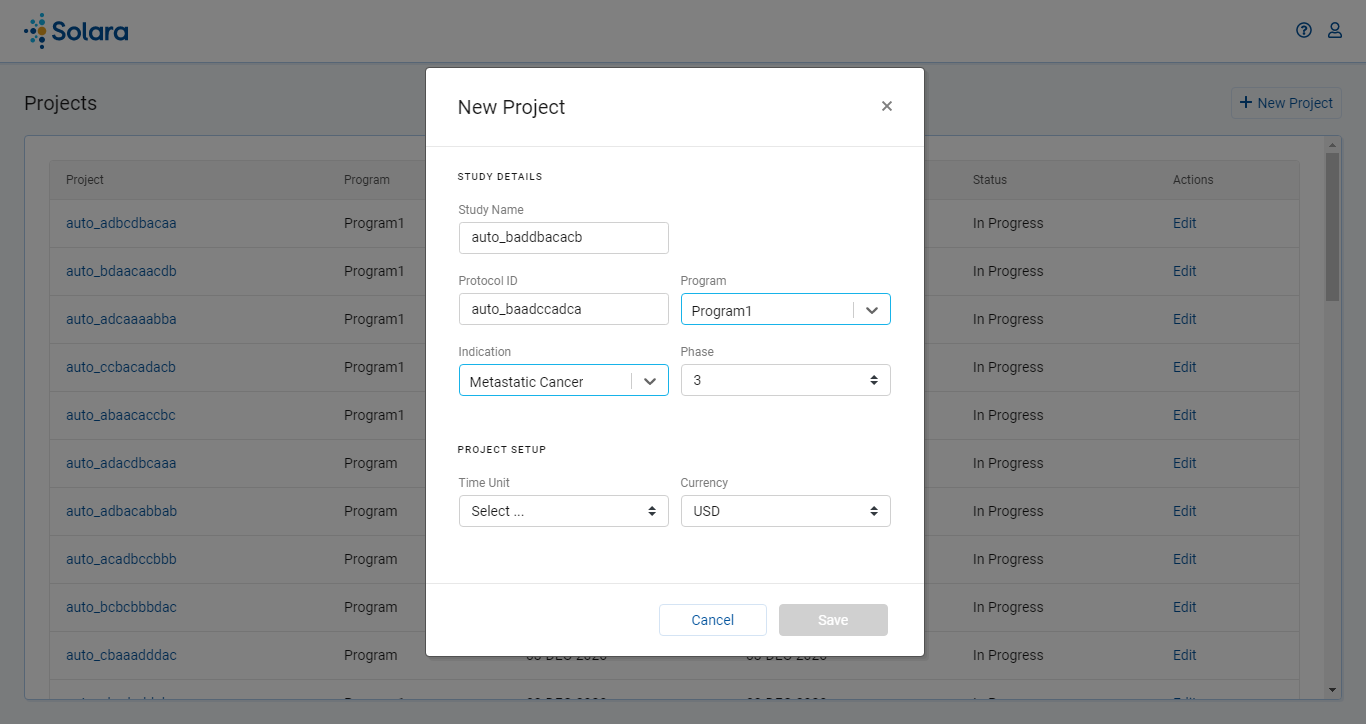 Solara
Projects
New Project
Project Program Status Actions
auto_adbcdbacaa Program1 In Progress Edit
auto_bdaacaacdb Program1 In Progress Edit
auto_adcaaaabba Program1 In Progress Edit
auto_ccbacadacb Program1 In Progress Edit
auto_abaacaccbc Program1 In Progress Edit
auto_adacdbcaaa Program In Progress Edit
auto_adbacabbab Program In Progress Edit
auto_acadbccbbb Program In Progress Edit
auto_bcbcbbbdac Program In Progress Edit
auto_cbaaadddac Program In Progress Edit
New Project
×
STUDY DETAILS
Study Name
auto_baddbacacb
Protocol ID Program
auto_baadccadca Program1
Indication Phase
Metastatic Cancer 3
PROJECT SETUP
Time Unit Currency
Select ... USD
Cancel Save